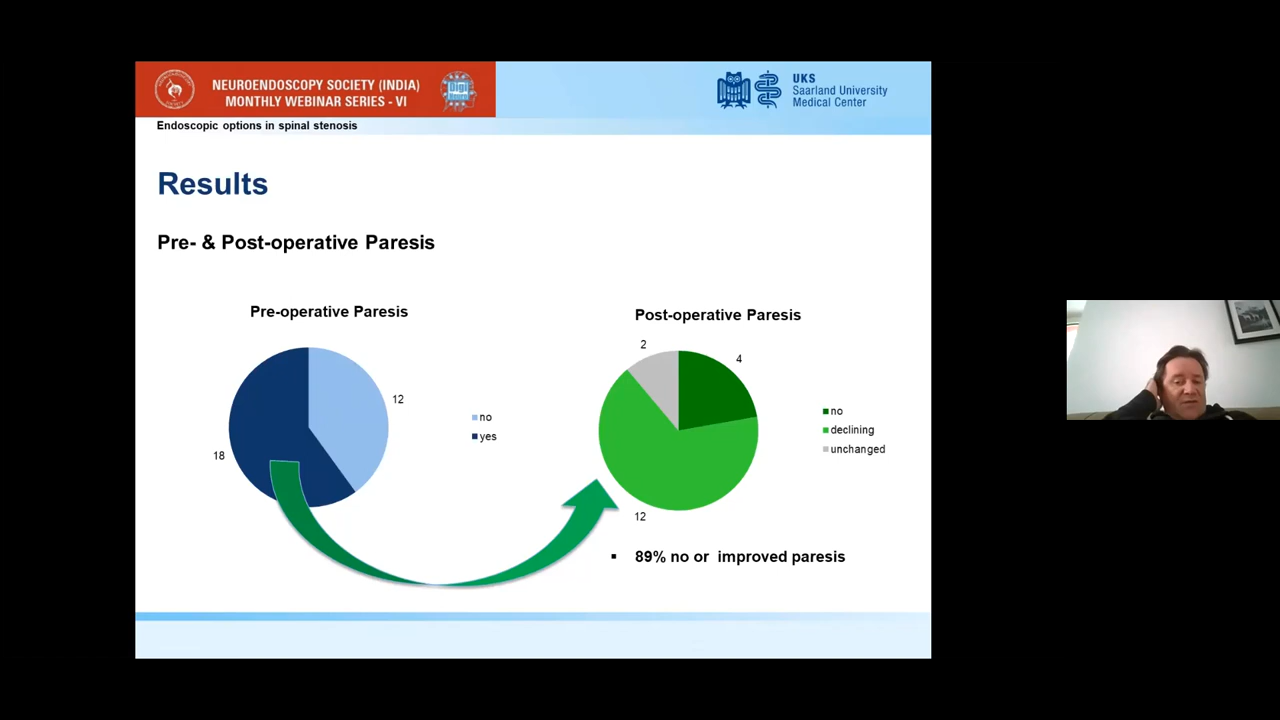 NEUROENDOSCOPY SOCIETY (INDIA)
MONTHLY WEBINAR SERIES - VI
Digi
UKS
Saarland University
Medical Center
Endoscopic options in spinal stenosis
Results
Pre- & Post-operative Paresis
Pre-operative Paresis
12
18
no
yes
Post-operative Paresis
2
4
12
no
declining
unchanged
▪ 89% no or improved paresis